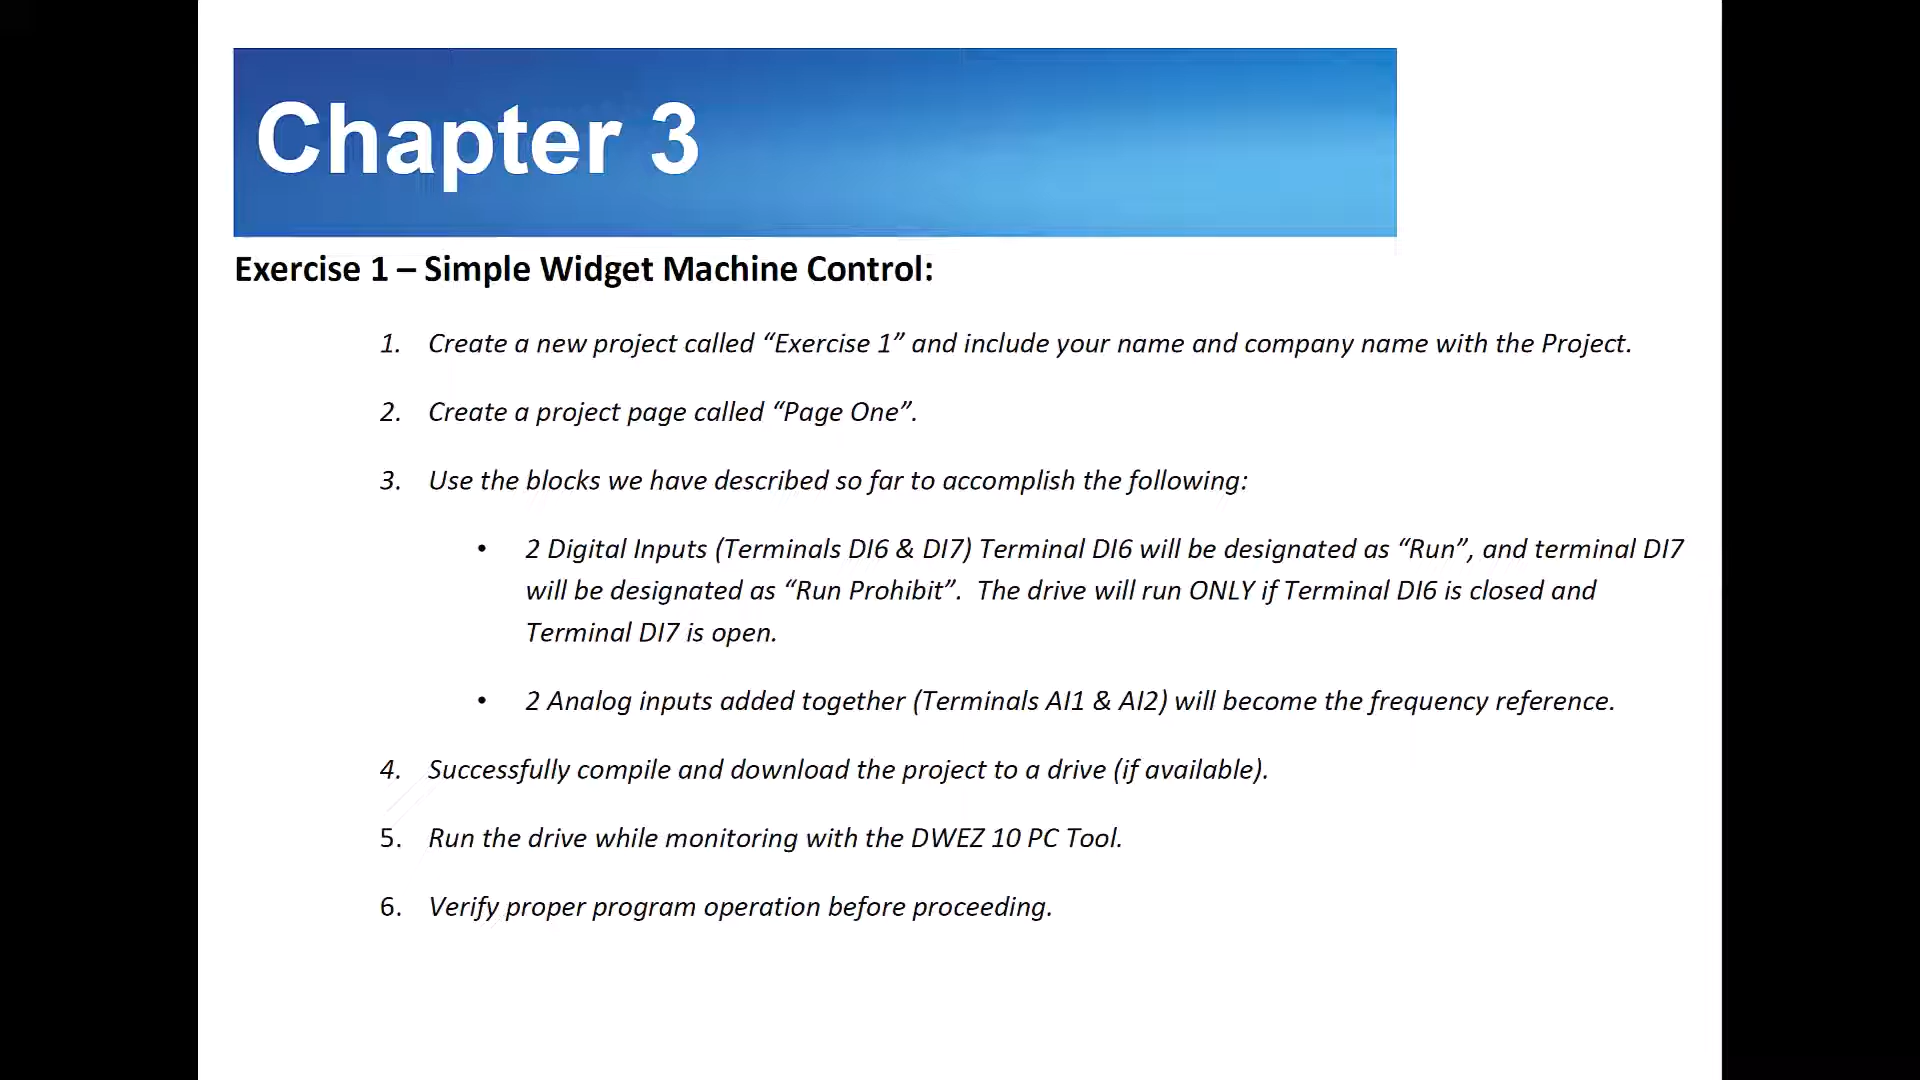 Chapter 3
Exercise 1 – Simple Widget Machine Control:
1. Create a new project called “Exercise 1” and include your name and company name with the Project.
2. Create a project page called “Page One”.
3. Use the blocks we have described so far to accomplish the following:
• 2 Digital Inputs (Terminals DI6 & DI7) Terminal DI6 will be designated as “Run”, and terminal DI7
will be designated as “Run Prohibit”.  The drive will run ONLY if Terminal DI6 is closed and
Terminal DI7 is open.
• 2 Analog inputs added together (Terminals AI1 & AI2) will become the frequency reference.
4. Successfully compile and download the project to a drive (if available).
5. Run the drive while monitoring with the DWEZ 10 PC Tool.
6. Verify proper program operation before proceeding.